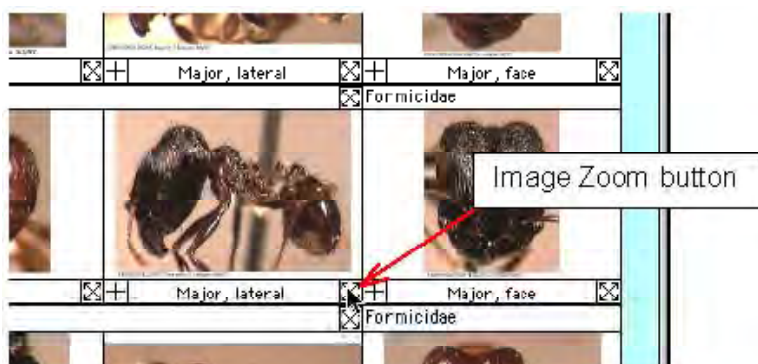 Major, lateral
Major, face
Formicidae
Image Zoom button
Major, lateral
Major, face
Formicidae